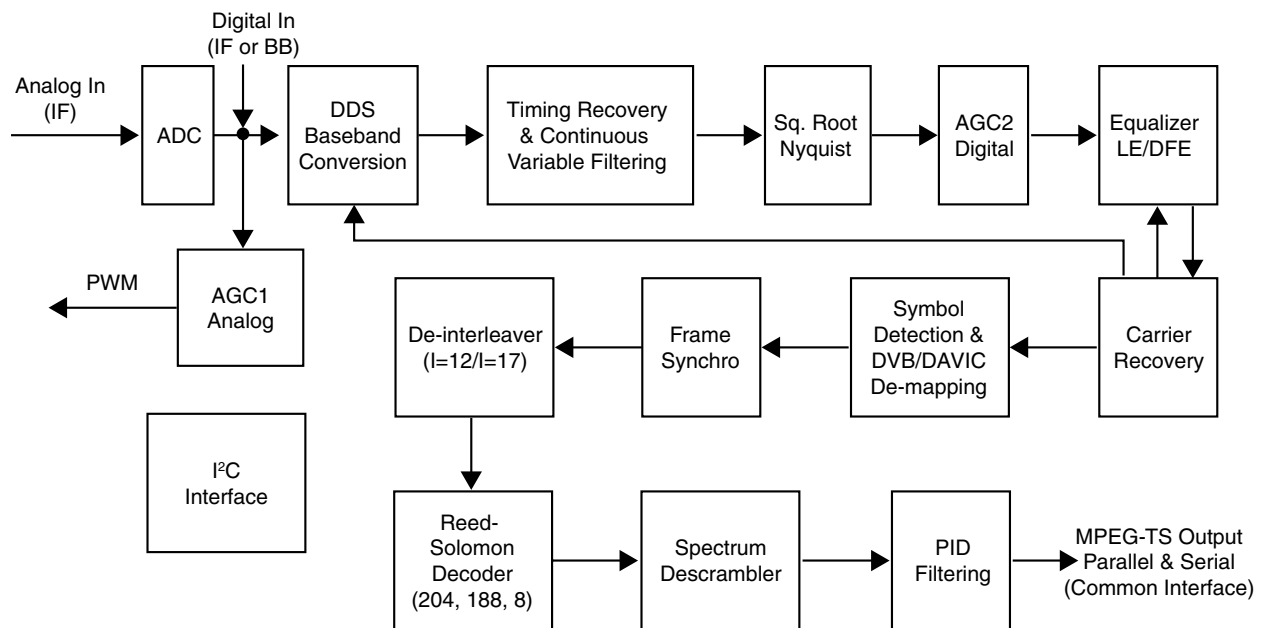 Digital In
(IF or BB)
Analog In
(IF)
ADC
DDS
Baseband
Conversion
Timing Recovery
& Continuous
Variable Filtering
Sq. Root
Nyquist
AGC2
Digital
Equalizer
LE/DFE
PWM
AGC1
Analog
De-interleaver
(I=12/I=17)
Frame
Synchro
Symbol
Detection &
DVB/DAVIC
De-mapping
Carrier
Recovery
I²C
Interface
Reed-
Solomon
Decoder
(204, 188, 8)
Spectrum
Descrambler
PID
Filtering
MPEG-TS Output
Parallel & Serial
(Common Interface)